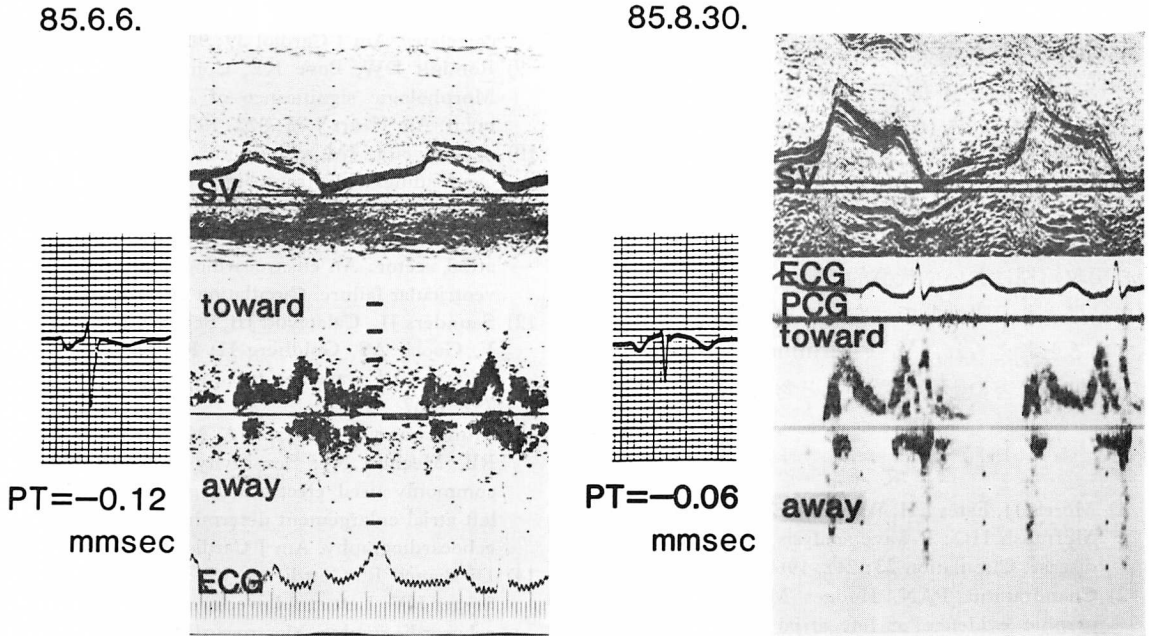 85.6.6.
SV
toward
away
ECG
PT=−0.12
mmsec
85.8.30.
SV
ECG
PCG
toward
away
PT=−0.06
mmsec